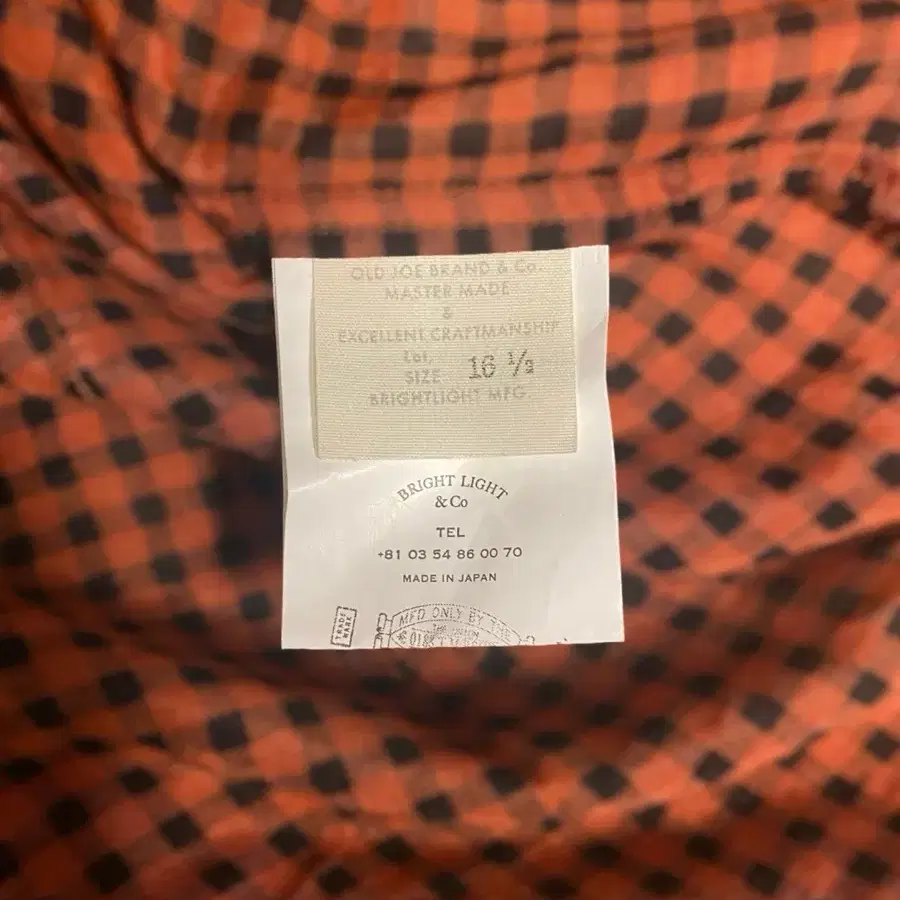 OLD JOE BRAND & Co.
MASTER MADE
&
EXCELLENT CRAFTMANSHIP
Lot,
SIZE 16 ½
BRIGHTLIGHT MFG
BRIGHT LIGHT
& Co
TEL
+81 03 54 86 00 70
MADE IN JAPAN
TRADE
MARK
MFD ONLY BY THE